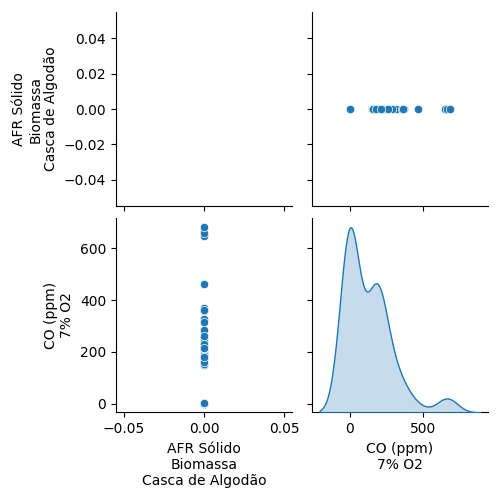 AFR Sólido
Biomassa
Casca de Algodão
0.04
0.02
0.00
−0.02
−0.04
CO (ppm)
7% O2
600
400
200
0
−0.05
0.00
0.05
AFR Sólido
Biomassa
Casca de Algodão
0
500
CO (ppm)
7% O2